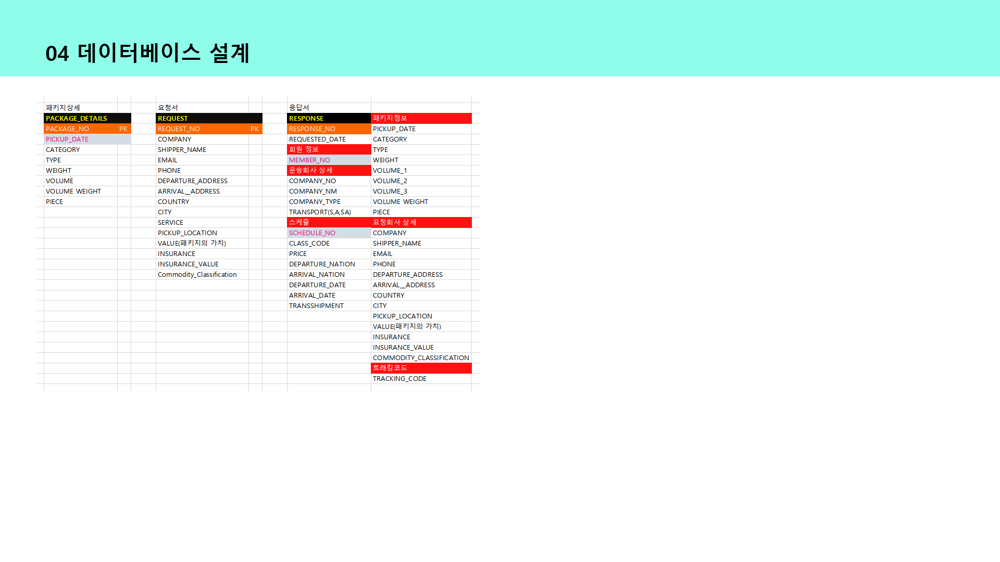 04 데이터베이스 설계
패키지상세
PACKAGE_DETAILS
PACKAGE_NO PK
PICKUP_DATE
CATEGORY
TYPE
WEIGHT
VOLUME
VOLUME WEIGHT
PIECE
요청서
REQUEST
REQUEST_NO PK
COMPANY
SHIPPER_NAME
EMAIL
PHONE
DEPARTURE_ADDRESS
ARRIVAL__ADDRESS
COUNTRY
CITY
SERVICE
PICKUP_LOCATION
VALUE(패키지의 가치)
INSURANCE
INSURANCE_VALUE
Commodity_Classification
응답서
RESPONSE
RESPONSE_NO
REQUESTED_DATE
회원 정보
MEMBER_NO
운송회사 상세
COMPANY_NO
COMPANY_NM
COMPANY_TYPE
TRANSPORT(S,A,SA)
스케쥴
SCHEDULE_NO
CLASS_CODE
PRICE
DEPARTURE_NATION
ARRIVAL_NATION
DEPARTURE_DATE
ARRIVAL_DATE
TRANSSHIPMENT
패키지정보
PICKUP_DATE
CATEGORY
TYPE
WEIGHT
VOLUME_1
VOLUME_2
VOLUME_3
VOLUME WEIGHT
PIECE
요청회사 상세
COMPANY
SHIPPER_NAME
EMAIL
PHONE
DEPARTURE_ADDRESS
ARRIVAL__ADDRESS
COUNTRY
CITY
PICKUP_LOCATION
VALUE(패키지의 가치)
INSURANCE
INSURANCE_VALUE
COMMODITY_CLASSIFICATION
트래킹코드
TRACKING_CODE